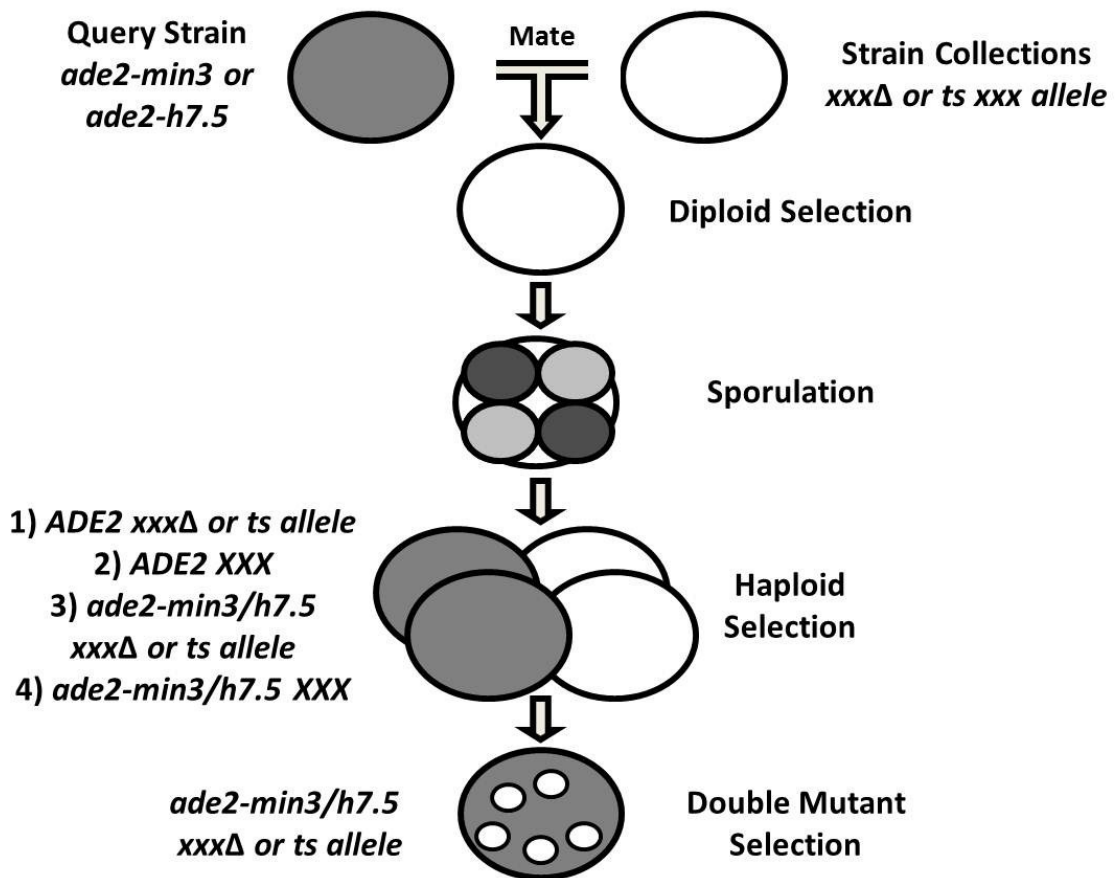 Query Strain
ade2-min3 or
ade2-h7.5
Mate
Strain Collections
xxxΔ or ts xxx allele
Diploid Selection
Sporulation
1) ADE2 xxxΔ or ts allele
2) ADE2 XXX
3) ade2-min3/h7.5
xxxΔ or ts allele
4) ade2-min3/h7.5 XXX
Haploid
Selection
ade2-min3/h7.5
xxxΔ or ts allele
Double Mutant
Selection